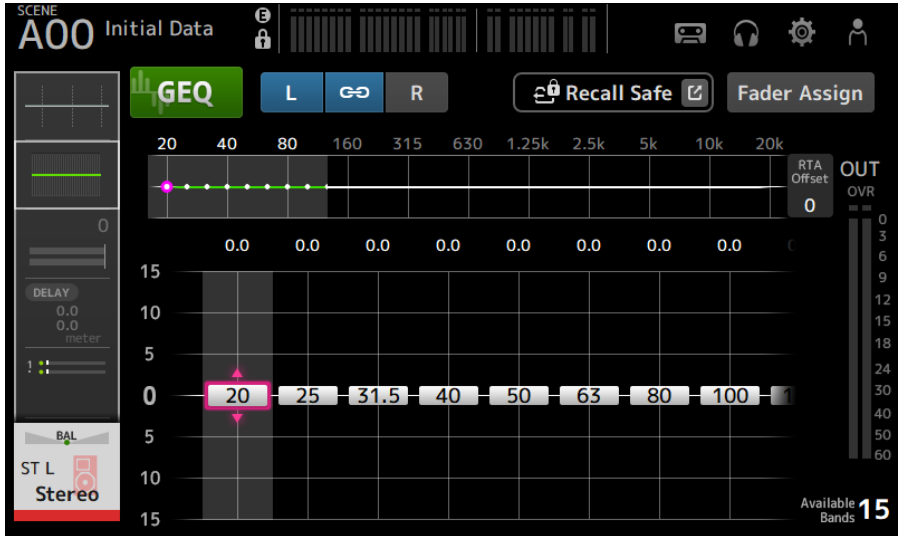 SCENE
A00 Initial Data
E
GEQ
L
R
Recall Safe
Fader Assign
20 40 80 160 315 630 1.25k 2.5k 5k 10k 20k
RTA
Offset
0
OUT
OVR
0
3
6
9
12
15
18
24
30
40
50
60
0
DELAY
0.0
0.0
meter
!
BAL
ST L
Stereo
0.0 0.0 0.0 0.0 0.0 0.0 0.0 0.0
15
10
5
0 20 25 31.5 40 50 63 80 100
5
10
15
Available
Bands 15